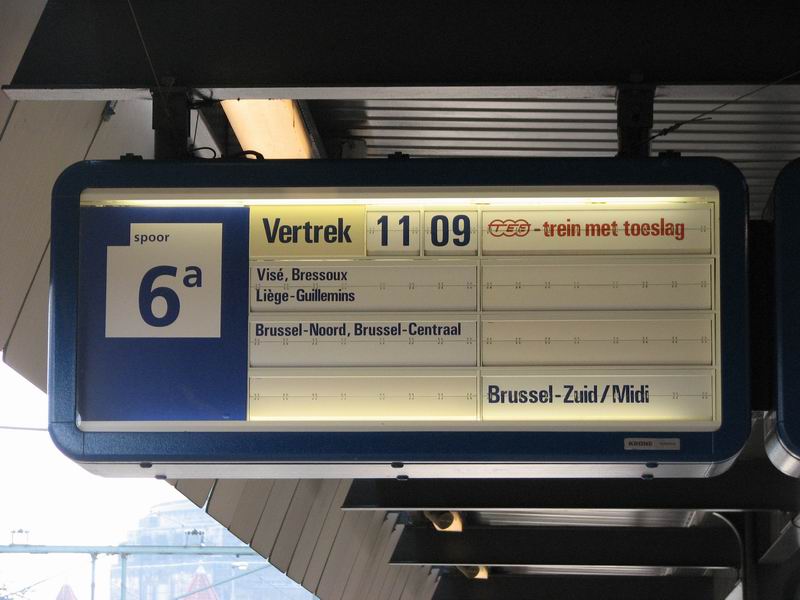 spoor
6a
Vertrek 11 09 TEE -trein met toeslag
Visé, Bressoux
Liège-Guillemins
Brussel-Noord, Brussel-Centraal
Brussel-Zuid/Midi
KRONE